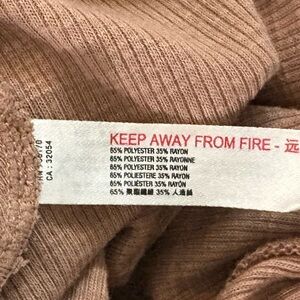 KEEP AWAY FROM FIRE - 远
65% POLYESTER 35% RAYON
65% POLYESTER 35% RAYONNE
65% POLYESTER 35% RAYON
65% POLIESTERE 35% RAYON
65% POLIÉSTER 35% RAYÓN
65% 聚酯纖維 35% 人造絲
CA : 32054